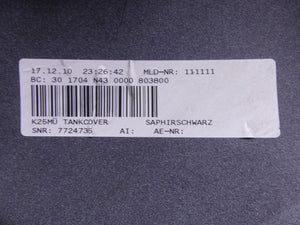 17.12.10 23:26:42 MLD-NR: 111111
BC: 30 1704 N43 0000 803800
K25MÜ TANKCOVER SAPHIRSCHWARZ
SNR: 7724735 AI: AE-NR: